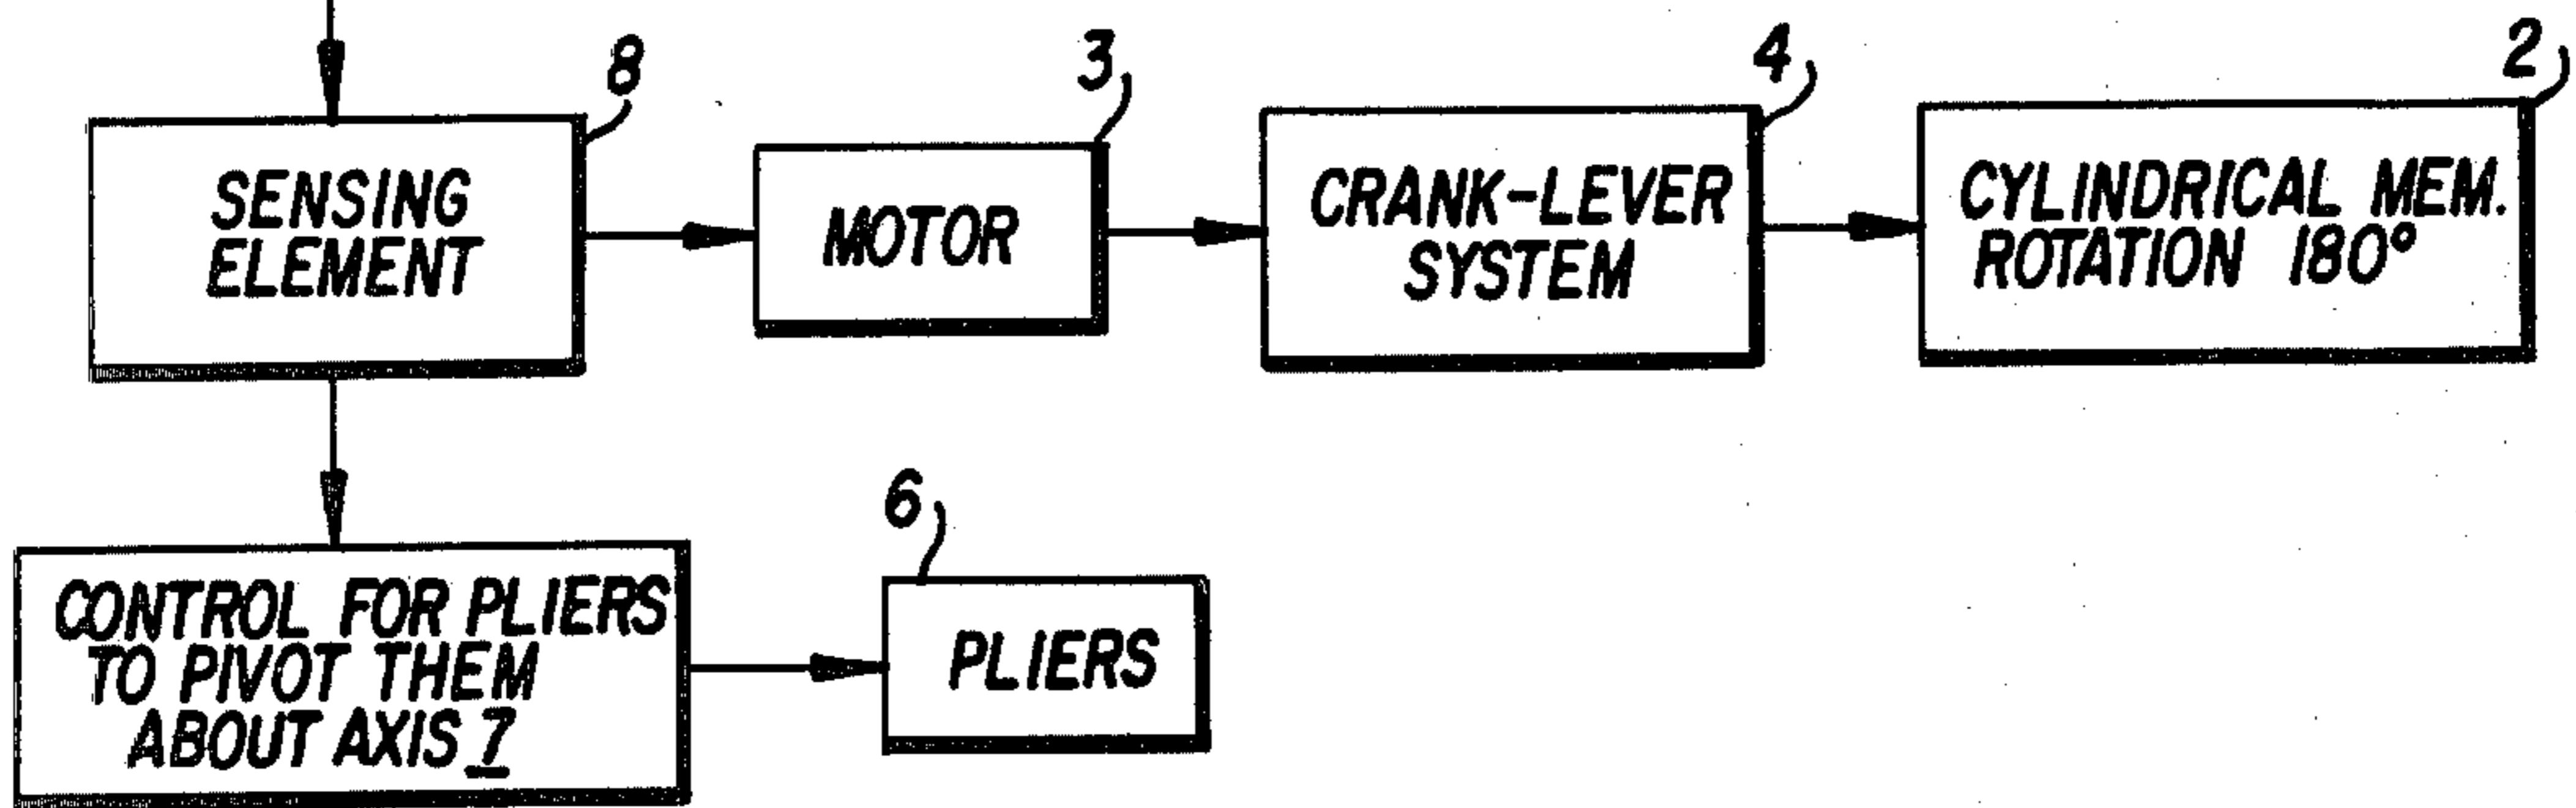 8
3
4
2
SENSING
ELEMENT
MOTOR
CRANK-LEVER
SYSTEM
CYLINDRICAL MEM.
ROTATION 180°
6
CONTROL FOR PLIERS
TO PIVOT THEM
ABOUT AXIS 7
PLIERS